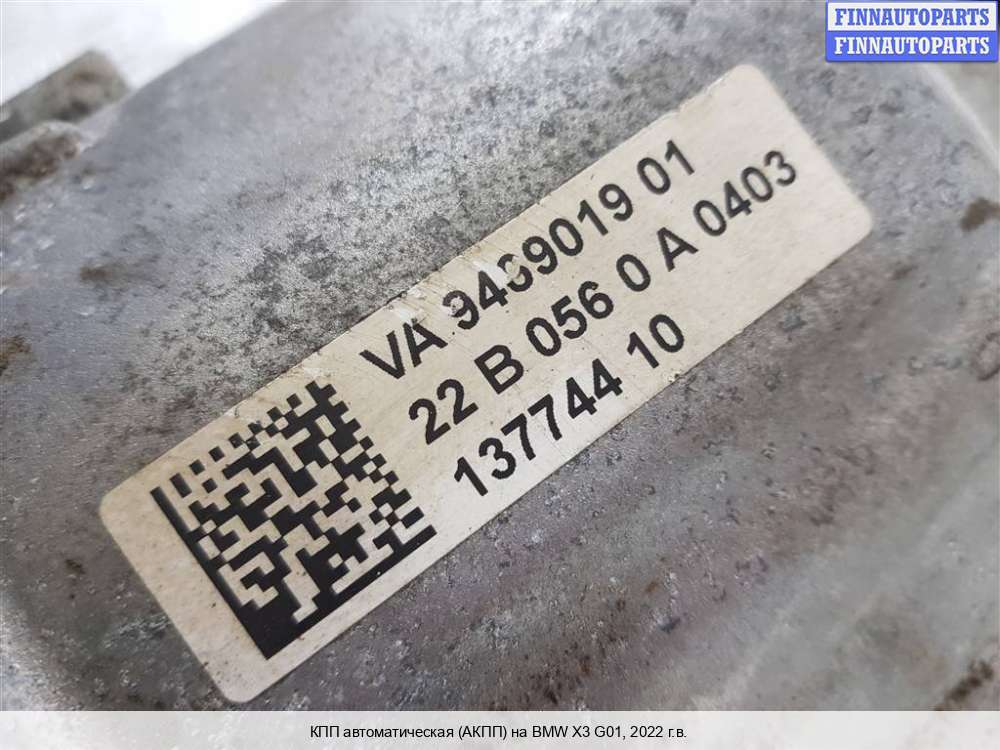 FINNAUTOPARTS
FINNAUTOPARTS
VA 9469019 01
22 B 056 0 A 0403
137744 10
КПП автоматическая (АКПП) на BMW X3 G01, 2022 г.в.